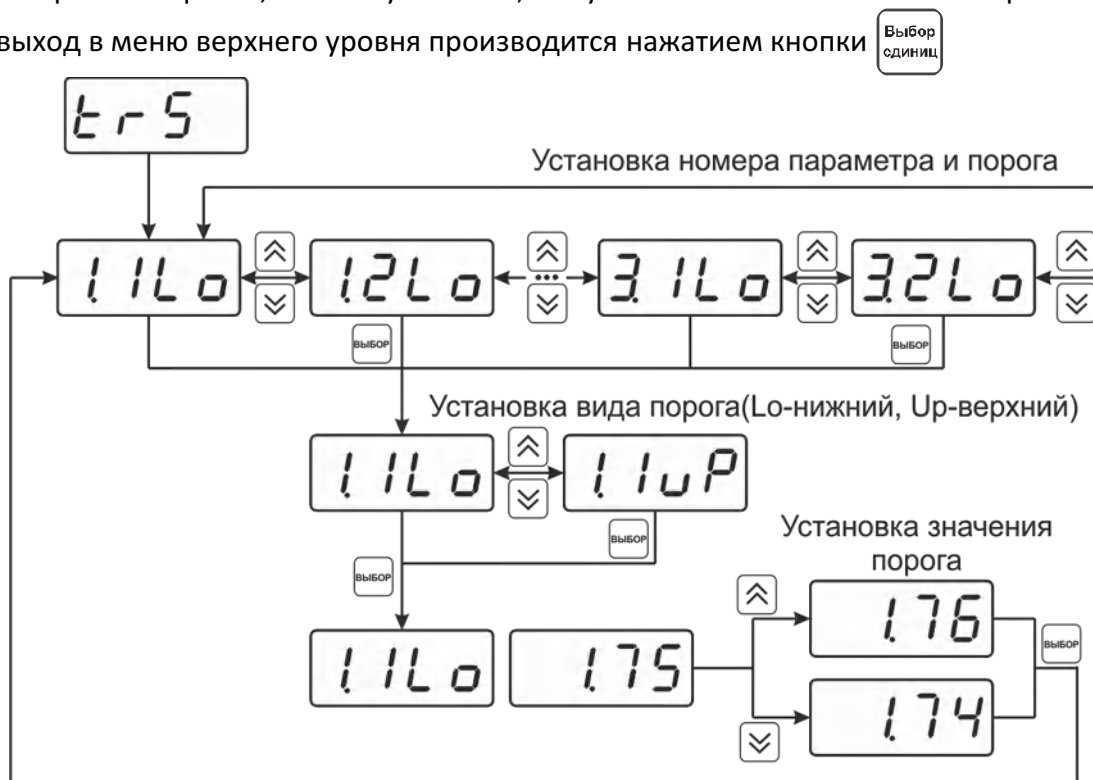 выход в меню верхнего уровня производится нажатием кнопки Выбор
единиц
trS
Установка номера параметра и порога
1.1Lo 1.2Lo ... 3.1Lo 3.2Lo
ВЫБОР ВЫБОР
Установка вида порога(Lo-нижний, Up-верхний)
1.1Lo 1.1uP
ВЫБОР
ВЫБОР
Установка значения
порога
1.76
1.1Lo 1.75 ВЫБОР
1.74